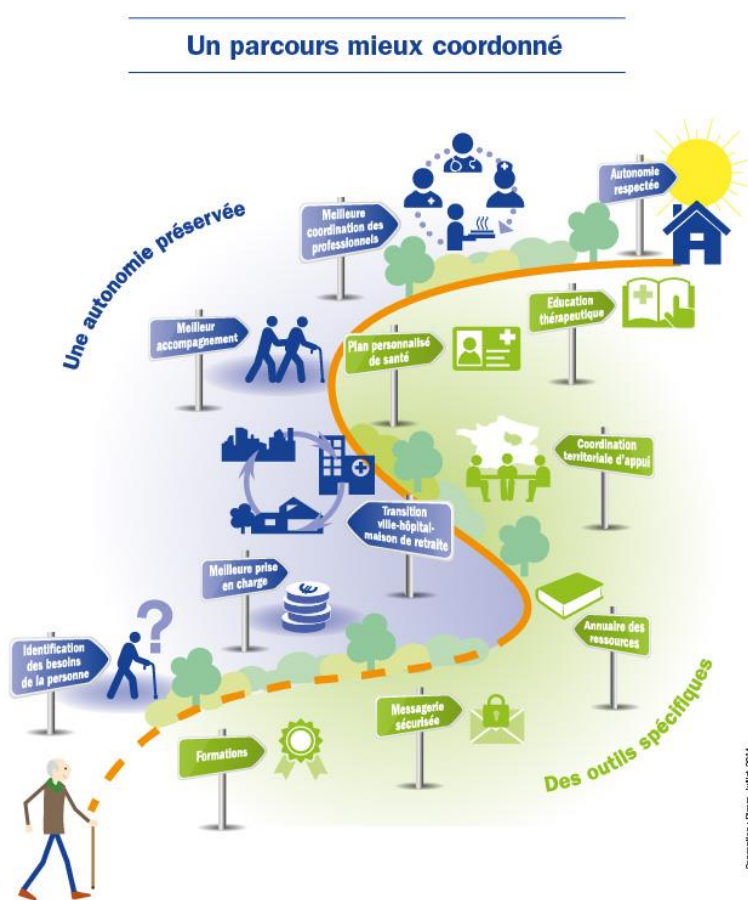 Un parcours mieux coordonné
Une autonomie préservée
Autonomie
respectée
Meilleure
coordination des
professionnels
Education
thérapeutique
Meilleur
accompagnement
Plan personnalisé
de santé
Coordination
territoriale d'appui
Transition
ville-hôpital-
maison de retraite
Meilleure prise
en charge
Annuaire des
ressources
Identification
des besoins
de la personne
Messagerie
sécurisée
Formations
Des outils spécifiques